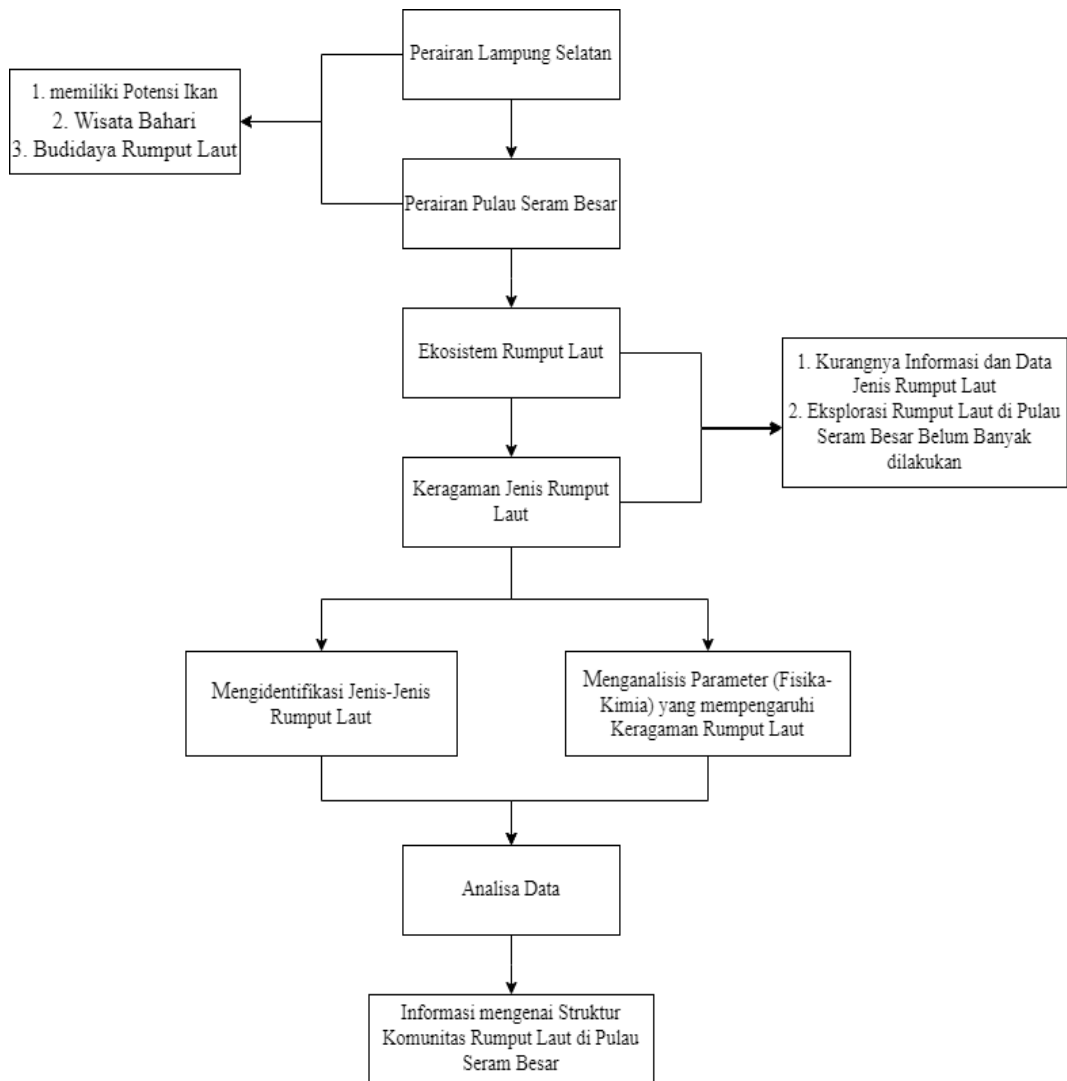 Perairan Lampung Selatan
1. memiliki Potensi Ikan
2. Wisata Bahari
3. Budidaya Rumput Laut
Perairan Pulau Seram Besar
Ekosistem Rumput Laut
1. Kurangnya Informasi dan Data
Jenis Rumput Laut
2. Eksplorasi Rumput Laut di Pulau
Seram Besar Belum Banyak
dilakukan
Keragaman Jenis Rumput
Laut
Mengidentifikasi Jenis-Jenis
Rumput Laut
Menganalisis Parameter (Fisika-
Kimia) yang mempengaruhi
Keragaman Rumput Laut
Analisa Data
Informasi mengenai Struktur
Komunitas Rumput Laut di Pulau
Seram Besar